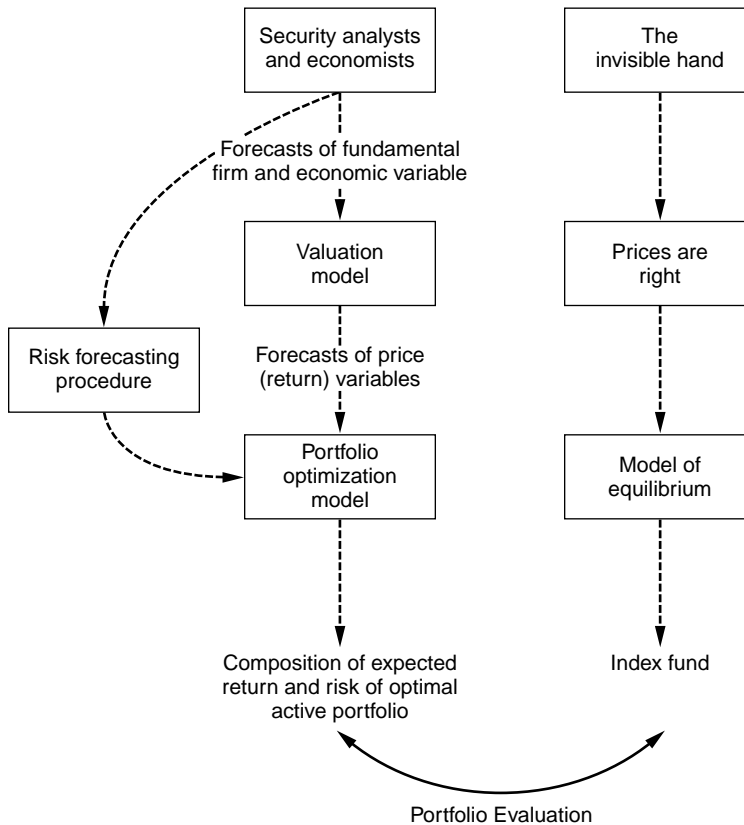 Security analysts
and economists
The
invisible hand
Forecasts of fundamental
firm and economic variable
Valuation
model
Prices are
right
Risk forecasting
procedure
Forecasts of price
(return) variables
Portfolio
optimization
model
Model of
equilibrium
Composition of expected
return and risk of optimal
active portfolio
Index fund
Portfolio Evaluation